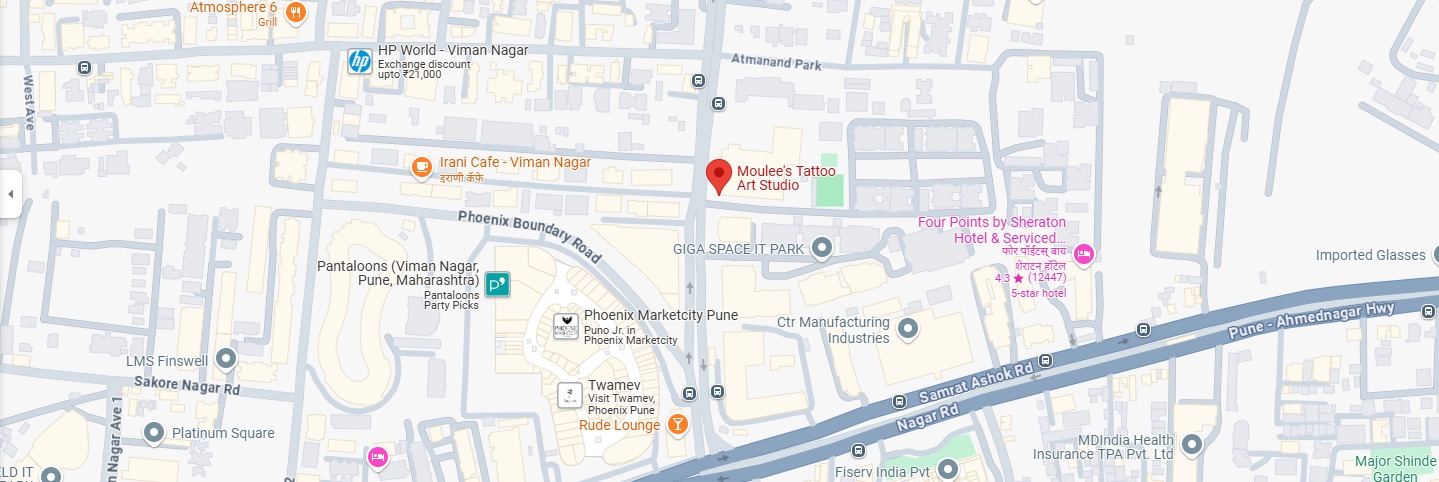 Atmosphere 6
Grill
HP World - Viman Nagar
Exchange discount
upto ₹21,000
hp
West Ave
Atmanand Park
Irani Cafe - Viman Nagar
इराणी कॅफे
Moulee's Tattoo
Art Studio
Phoenix Boundary Road
GIGA SPACE IT PARK
Four Points by Sheraton
Hotel & Serviced...
फोर पॉईंटस् बाय
शेराटन हॉटेल
4.3 ★ (12447)
5-star hotel
Imported Glasses
Pantaloons (Viman Nagar,
Pune, Maharashtra)
Pantaloons
Party Picks
P
Phoenix Marketcity Pune
Puno Jr. in
Phoenix Marketcity
Ctr Manufacturing
Industries
Pune - Ahmednagar Hwy
LMS Finswell
Sakore Nagar Rd
Twamev
Visit Twamev,
Phoenix Pune
Rude Lounge
Samrat Ashok Rd
Nagar Rd
Platinum Square
Nagar Ave 1
MDIndia Health
Insurance TPA Pvt. Ltd
Fiserv India Pvt
Major Shinde
Garden